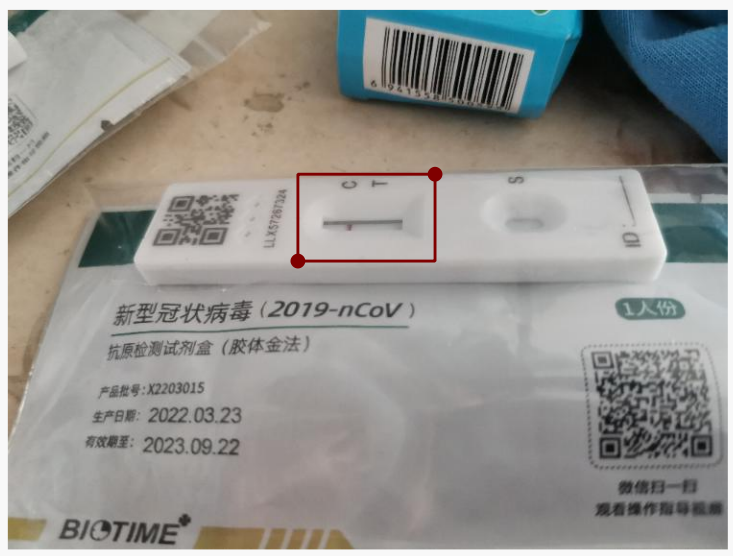 6 941558
C T
S
LLX57267324
ID:
新型冠状病毒（2019-nCoV）
1人份
抗原检测试剂盒（胶体金法）
产品批号：X2203015
生产日期： 2022.03.23
有效期至： 2023.09.22
微信扫一扫
观看操作指导视频
BIOTIME